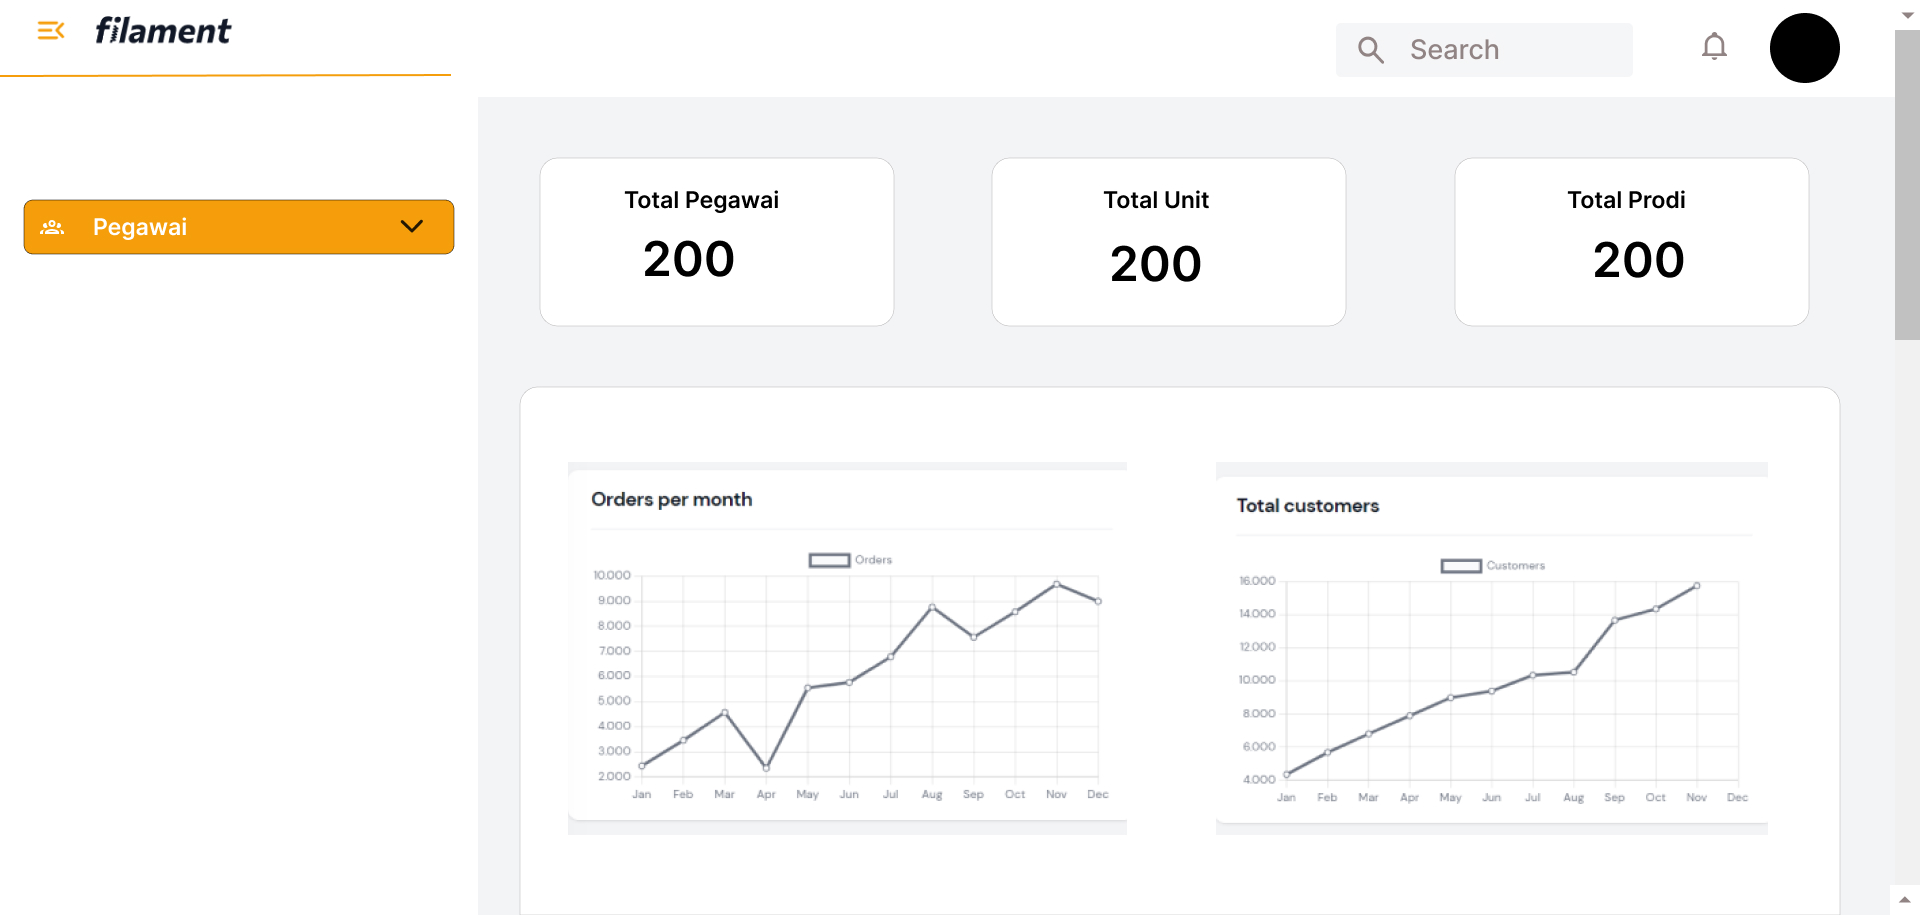 filament
Search
Pegawai
Total Pegawai
200
Total Unit
200
Total Prodi
200
Orders per month
Orders
10.000
9.000
8.000
7.000
6.000
5.000
4.000
3.000
2.000
Jan Feb Mar Apr May Jun Jul Aug Sep Oct Nov Dec
Total customers
Customers
16.000
14.000
12.000
10.000
8.000
6.000
4.000
Jan Feb Mar Apr May Jun Jul Aug Sep Oct Nov Dec